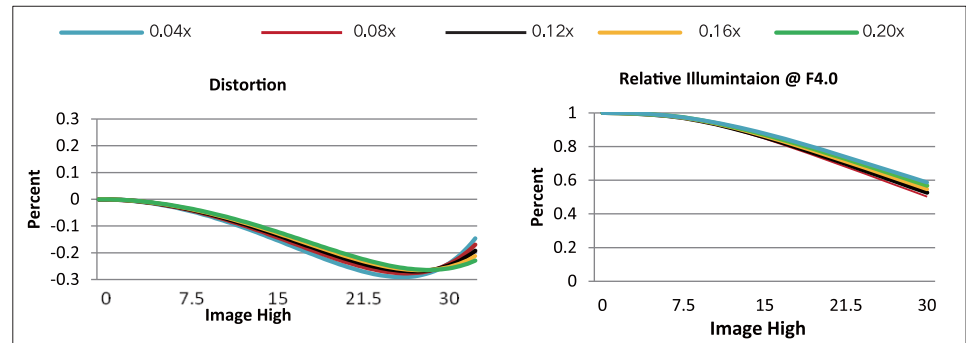 0.04x 0.08x 0.12x 0.16x 0.20x
Distortion
Percent
0.3
0.2
0.1
0
-0.1
-0.2
-0.3
0 7.5 15 21.5 30
Image High
Relative Illumintaion @ F4.0
Percent
1
0.8
0.6
0.4
0.2
0
0 7.5 15 21.5 30
Image High